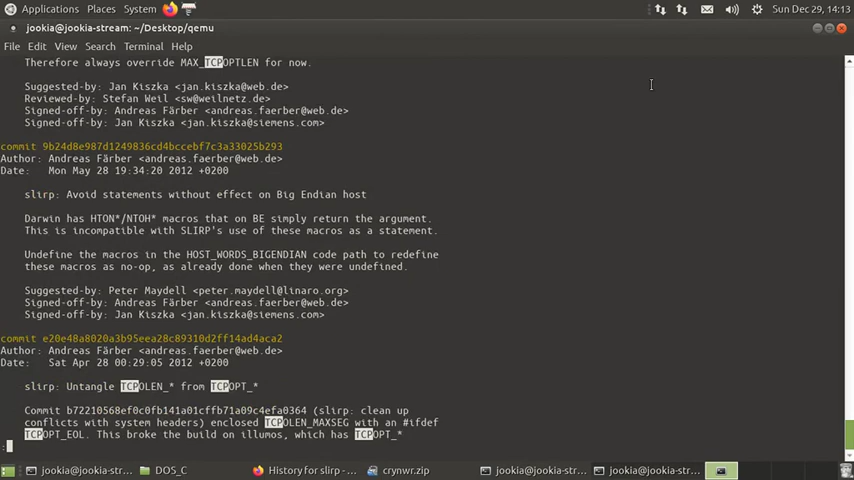 Applications Places System Sun Dec 29, 14:13
jookia@jookia-stream: ~/Desktop/qemu
File Edit View Search Terminal Help
Therefore always override MAX_TCPOPTLEN for now.
Suggested-by: Jan Kiszka <jan.kiszka@web.de>
Reviewed-by: Stefan Weil <sw@weilnetz.de>
Signed-off-by: Andreas Färber <andreas.faerber@web.de>
Signed-off-by: Jan Kiszka <jan.kiszka@siemens.com>
commit 9b24d8e987d1249836cd4bccebf7c3a33025b293
Author: Andreas Färber <andreas.faerber@web.de>
Date: Mon May 28 19:34:20 2012 +0200
slirp: Avoid statements without effect on Big Endian host
Darwin has HTON*/NTOH* macros that on BE simply return the argument.
This is incompatible with SLIRP's use of these macros as a statement.
Undefine the macros in the HOST_WORDS_BIGENDIAN code path to redefine
these macros as no-op, as already done when they were undefined.
Suggested-by: Peter Maydell <peter.maydell@linaro.org>
Signed-off-by: Andreas Färber <andreas.faerber@web.de>
Signed-off-by: Jan Kiszka <jan.kiszka@siemens.com>
commit e20e48a8020a3b95eea28c89310d2ff14ad4aca2
Author: Andreas Färber <andreas.faerber@web.de>
Date: Sat Apr 28 00:29:05 2012 +0200
slirp: Untangle TCPOLEN_* from TCPOPT_*
Commit b72210568ef0c0fb141a01cffb71a09c4efa0364 (slirp: clean up
conflicts with system headers) enclosed TCPOLEN_MAXSEG with an #ifdef
TCPOPT_EOL. This broke the build on illumos, which has TCPOPT_*
:
jookia@jookia-stra... DOS_C History for slirp - ... crynwr.zip jookia@jookia-str... jookia@jookia-str...